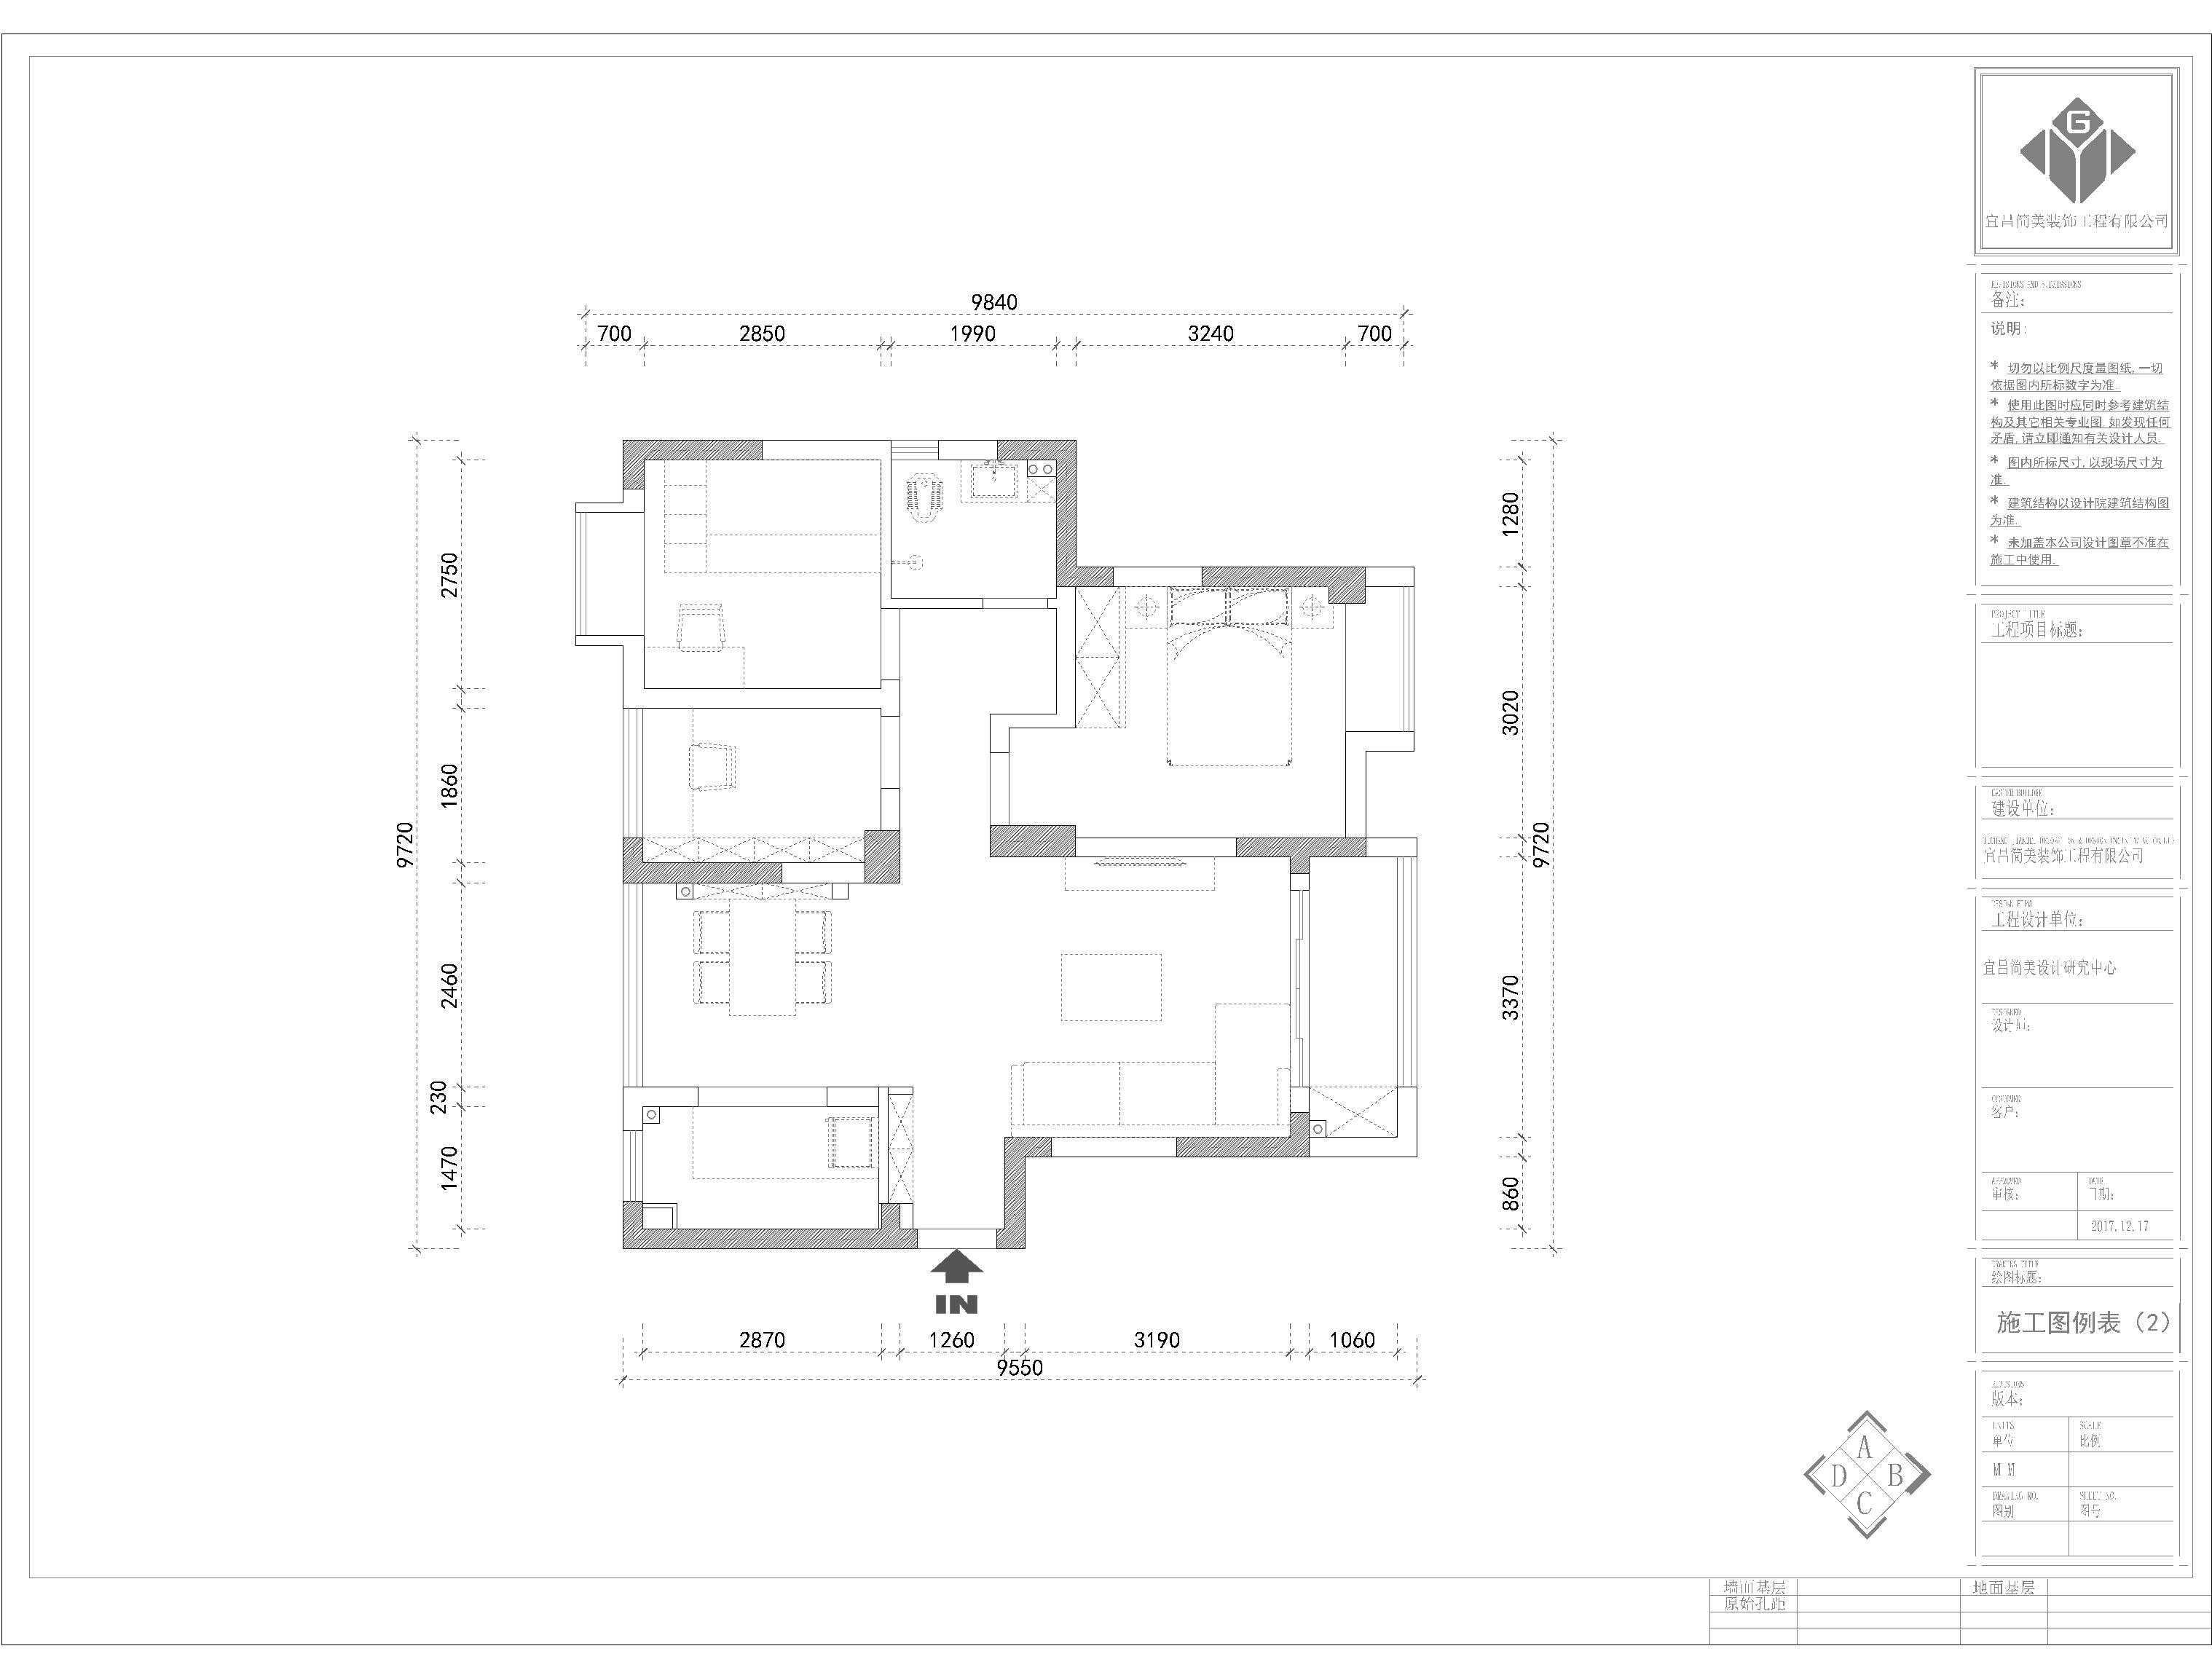 9840
700 2850 1990 3240 700
9720
2750
1860
2460
230
1470
1280
3020
3370
860
9720
IN
2870 1260 3190 1060
9550
A
D B
C
G
宜昌简美装饰工程有限公司
备注:
说明:
* 切勿以比例尺度量图纸,一切
依据图内所标数字为准.
* 使用此图时应同时参考建筑结
构及其它相关专业图.如发现任何
矛盾,请立即通知有关设计人员.
* 图内所标尺寸,以现场尺寸为
准.
* 建筑结构以设计院建筑结构图
为准.
* 未加盖本公司设计图章不准在
施工中使用.
PROJECT TITLE
工程项目标题:
建设单位:
宜昌简美装饰工程有限公司
工程设计单位:
宜昌简美设计研究中心
设计师:
客户:
审核: 日期:
2017.12.17
绘图标题:
施工图例表（2）
版本:
UNITS SCALE
单位 比例
M M
DRAWING NO. SHEET NO.
图别 图号
墙面基层 地面基层
原始孔距